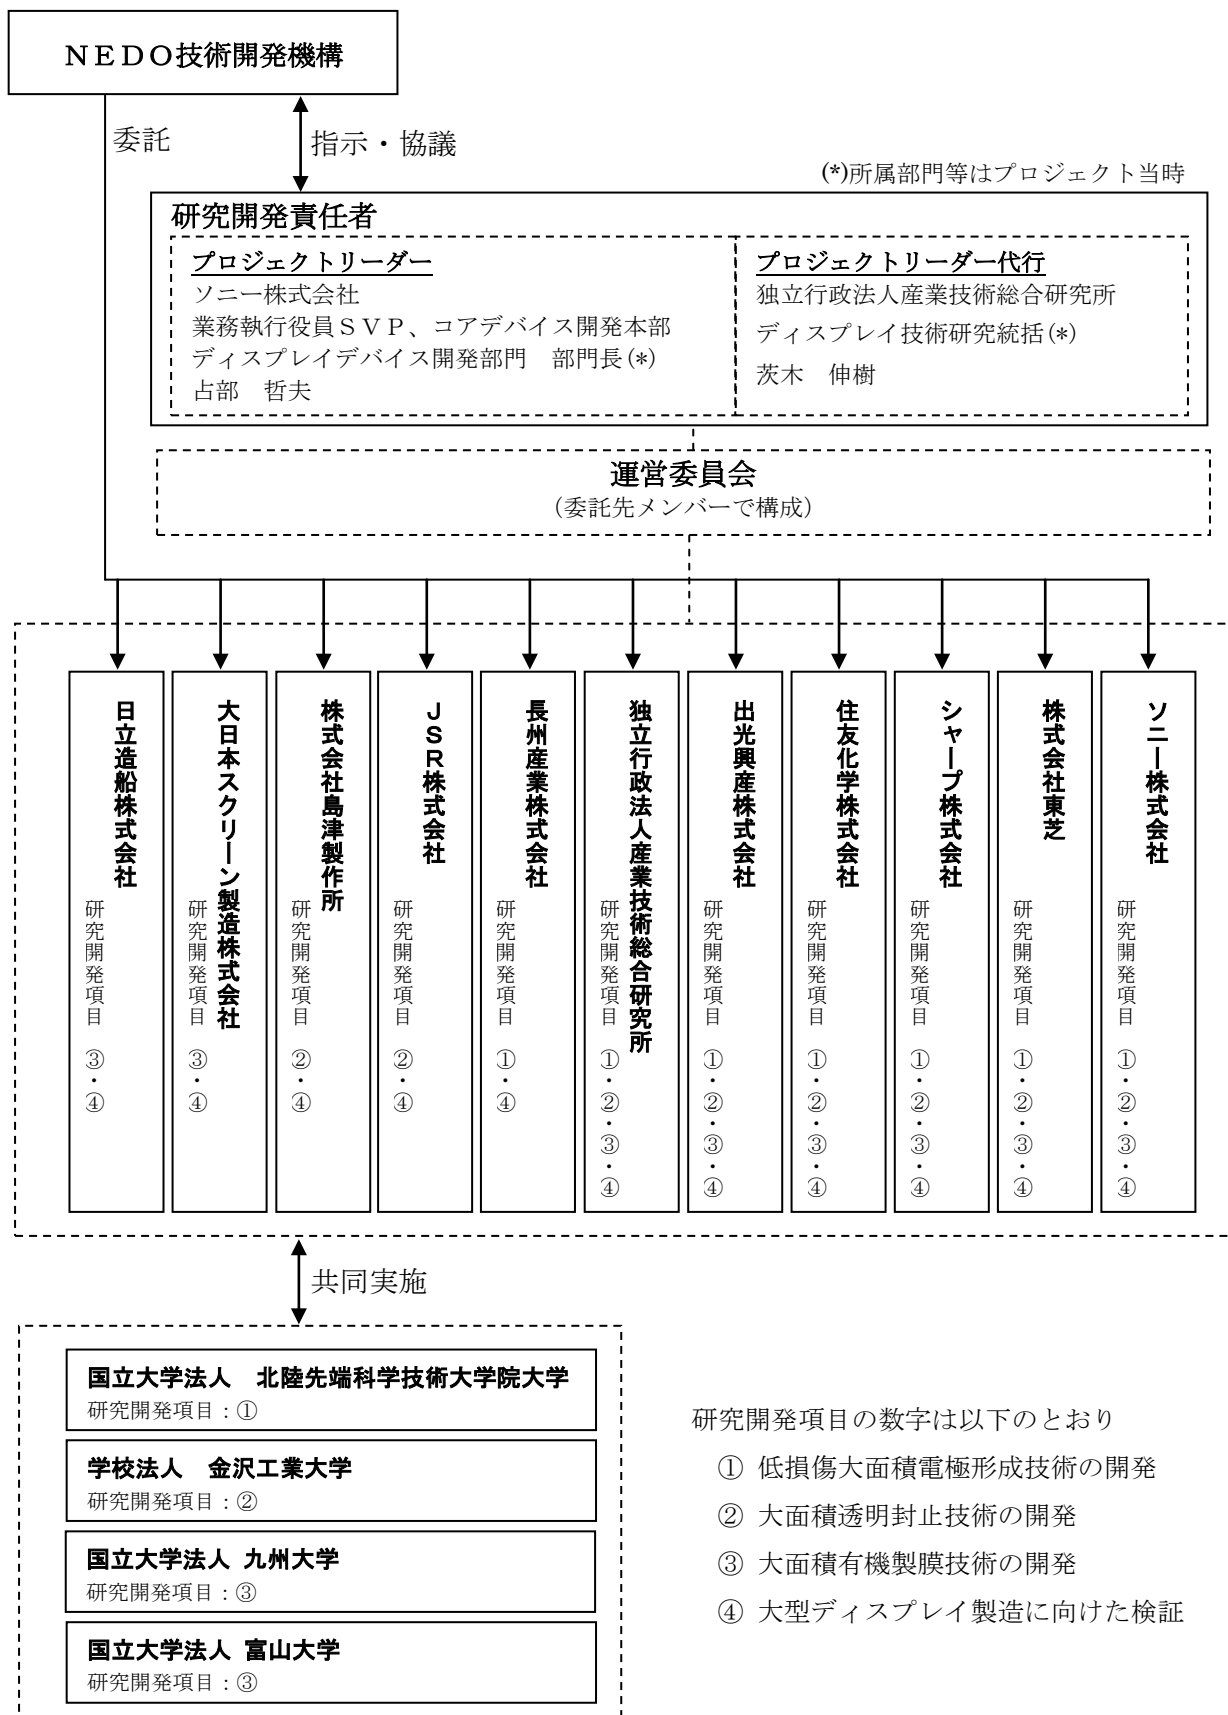 ＮＥＤＯ技術開発機構
委託
指示・協議
(*)所属部門等はプロジェクト当時
研究開発責任者
プロジェクトリーダー
ソニー株式会社
業務執行役員ＳＶＰ、コアデバイス開発本部
ディスプレイデバイス開発部門　部門長(*)
占部　哲夫
プロジェクトリーダー代行
独立行政法人産業技術総合研究所
ディスプレイ技術研究統括(*)
茨木　伸樹
運営委員会
（委託先メンバーで構成）
日立造船株式会社
研究開発項目　③・④
大日本スクリーン製造株式会社
研究開発項目　③・④
株式会社島津製作所
研究開発項目　②・④
ＪＳＲ株式会社
研究開発項目　②・④
長州産業株式会社
研究開発項目　①・④
独立行政法人産業技術総合研究所
研究開発項目　①・②・③・④
出光興産株式会社
研究開発項目　①・②・③・④
住友化学株式会社
研究開発項目　①・②・③・④
シャープ株式会社
研究開発項目　①・②・③・④
株式会社東芝
研究開発項目　①・②・③・④
ソニー株式会社
研究開発項目　①・②・③・④
共同実施
国立大学法人　北陸先端科学技術大学院大学
研究開発項目：①
学校法人　金沢工業大学
研究開発項目：②
国立大学法人 九州大学
研究開発項目：③
国立大学法人 富山大学
研究開発項目：③
研究開発項目の数字は以下のとおり
① 低損傷大面積電極形成技術の開発
② 大面積透明封止技術の開発
③ 大面積有機製膜技術の開発
④ 大型ディスプレイ製造に向けた検証